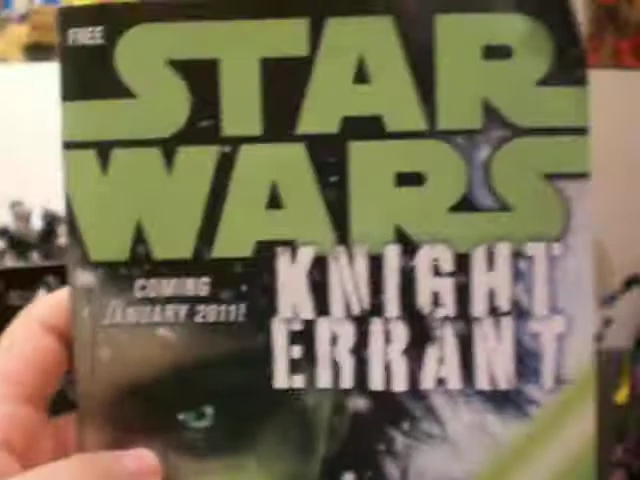 FREE
STAR
WARS
KNIGHT
ERRANT
COMING
JANUARY 2011!